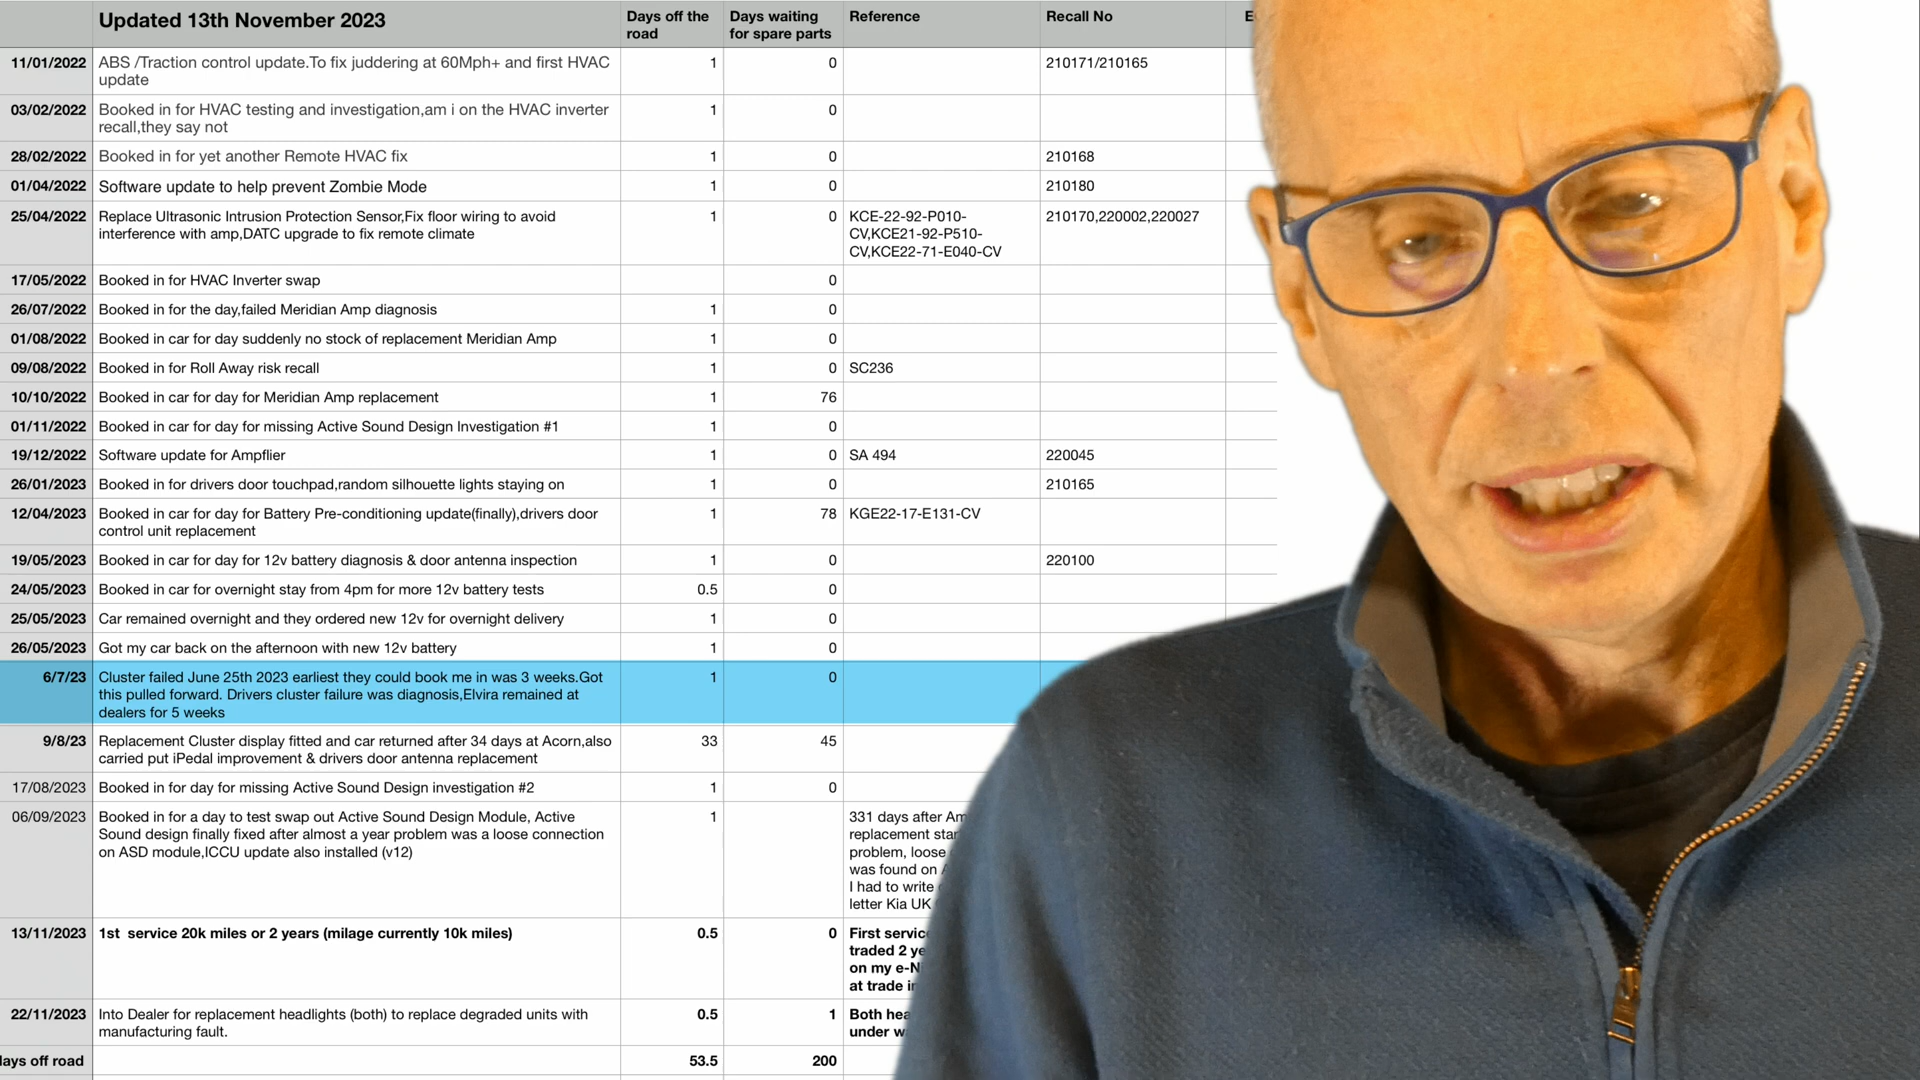 Updated 13th November 2023 Days off the road Days waiting for spare parts Reference Recall No
11/01/2022 ABS /Traction control update.To fix juddering at 60Mph+ and first HVAC update 1 0 210171/210165
03/02/2022 Booked in for HVAC testing and investigation,am i on the HVAC inverter recall,they say not 1 0
28/02/2022 Booked in for yet another Remote HVAC fix 1 0 210168
01/04/2022 Software update to help prevent Zombie Mode 1 0 210180
25/04/2022 Replace Ultrasonic Intrusion Protection Sensor,Fix floor wiring to avoid interference with amp,DATC upgrade to fix remote climate 1 0 KCE-22-92-P010-CV,KCE21-92-P510-CV,KCE22-71-E040-CV 210170,220002,220027
17/05/2022 Booked in for HVAC Inverter swap 0
26/07/2022 Booked in for the day,failed Meridian Amp diagnosis 1 0
01/08/2022 Booked in car for day suddenly no stock of replacement Meridian Amp 1 0
09/08/2022 Booked in for Roll Away risk recall 1 0 SC236
10/10/2022 Booked in car for day for Meridian Amp replacement 1 76
01/11/2022 Booked in car for day for missing Active Sound Design Investigation #1 1 0
19/12/2022 Software update for Ampflier 1 0 SA 494 220045
26/01/2023 Booked in for drivers door touchpad,random silhouette lights staying on 1 0 210165
12/04/2023 Booked in car for day for Battery Pre-conditioning update(finally),drivers door control unit replacement 1 78 KGE22-17-E131-CV
19/05/2023 Booked in car for day for 12v battery diagnosis & door antenna inspection 1 0 220100
24/05/2023 Booked in car for overnight stay from 4pm for more 12v battery tests 0.5 0
25/05/2023 Car remained overnight and they ordered new 12v for overnight delivery 1 0
26/05/2023 Got my car back on the afternoon with new 12v battery 1 0
6/7/23 Cluster failed June 25th 2023 earliest they could book me in was 3 weeks.Got this pulled forward. Drivers cluster failure was diagnosis,Elvira remained at dealers for 5 weeks 1 0
9/8/23 Replacement Cluster display fitted and car returned after 34 days at Acorn,also carried put iPedal improvement & drivers door antenna replacement 33 45
17/08/2023 Booked in for day for missing Active Sound Design investigation #2 1 0
06/09/2023 Booked in for a day to test swap out Active Sound Design Module, Active Sound design finally fixed after almost a year problem was a loose connection on ASD module,ICCU update also installed (v12) 1
331 days after
replacement
problem, loose
was found on
I had to write
letter Kia UK
13/11/2023 1st service 20k miles or 2 years (milage currently 10k miles) 0.5 0
First
traded 2
on my
at trade
22/11/2023 Into Dealer for replacement headlights (both) to replace degraded units with manufacturing fault. 0.5 1
Both
under
days off road 53.5 200